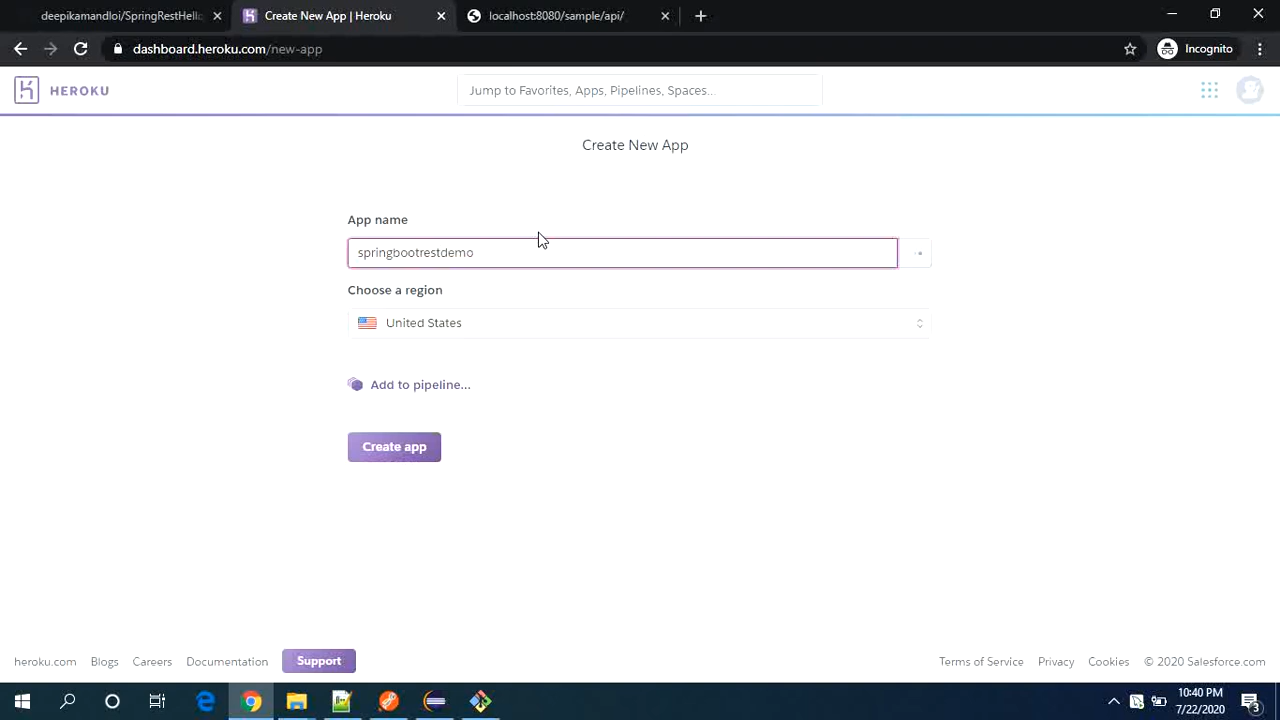 deepikamandloi/SpringRestHello
Create New App | Heroku
localhost:8080/sample/api/
dashboard.heroku.com/new-app
Incognito
HEROKU
Jump to Favorites, Apps, Pipelines, Spaces...
Create New App
App name
springbootrestdemo
Choose a region
United States
Add to pipeline...
Create app
heroku.com
Blogs
Careers
Documentation
Support
Terms of Service
Privacy
Cookies
© 2020 Salesforce.com
10:40 PM
7/22/2020
3